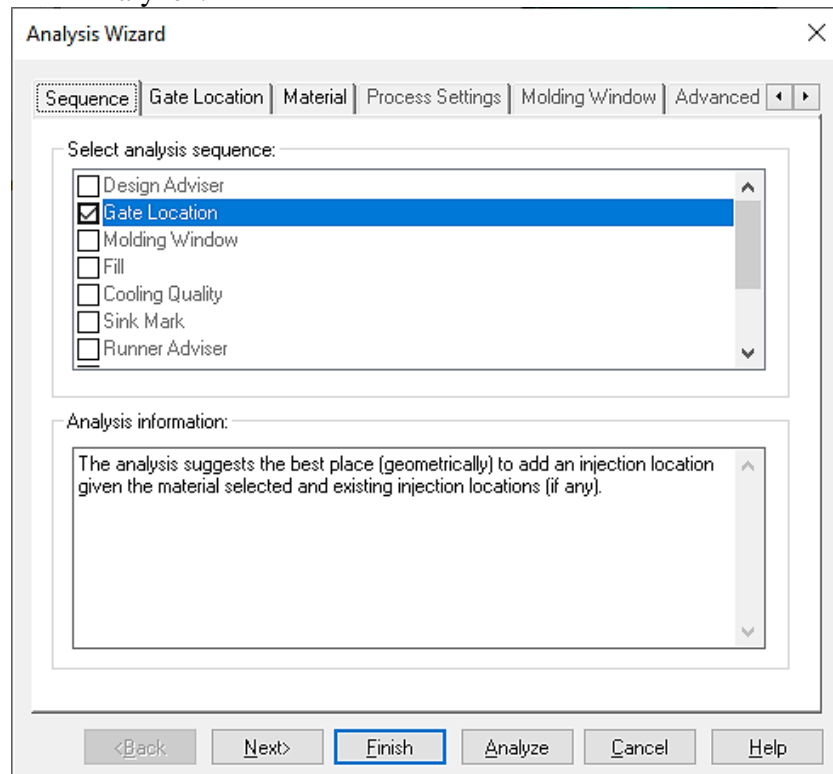 Analysis Wizard
Sequence Gate Location Material Process Settings Molding Window Advanced
Select analysis sequence:
Design Adviser
Gate Location
Molding Window
Fill
Cooling Quality
Sink Mark
Runner Adviser
Analysis information:
The analysis suggests the best place (geometrically) to add an injection location
given the material selected and existing injection locations (if any).
<Back Next> Finish Analyze Cancel Help